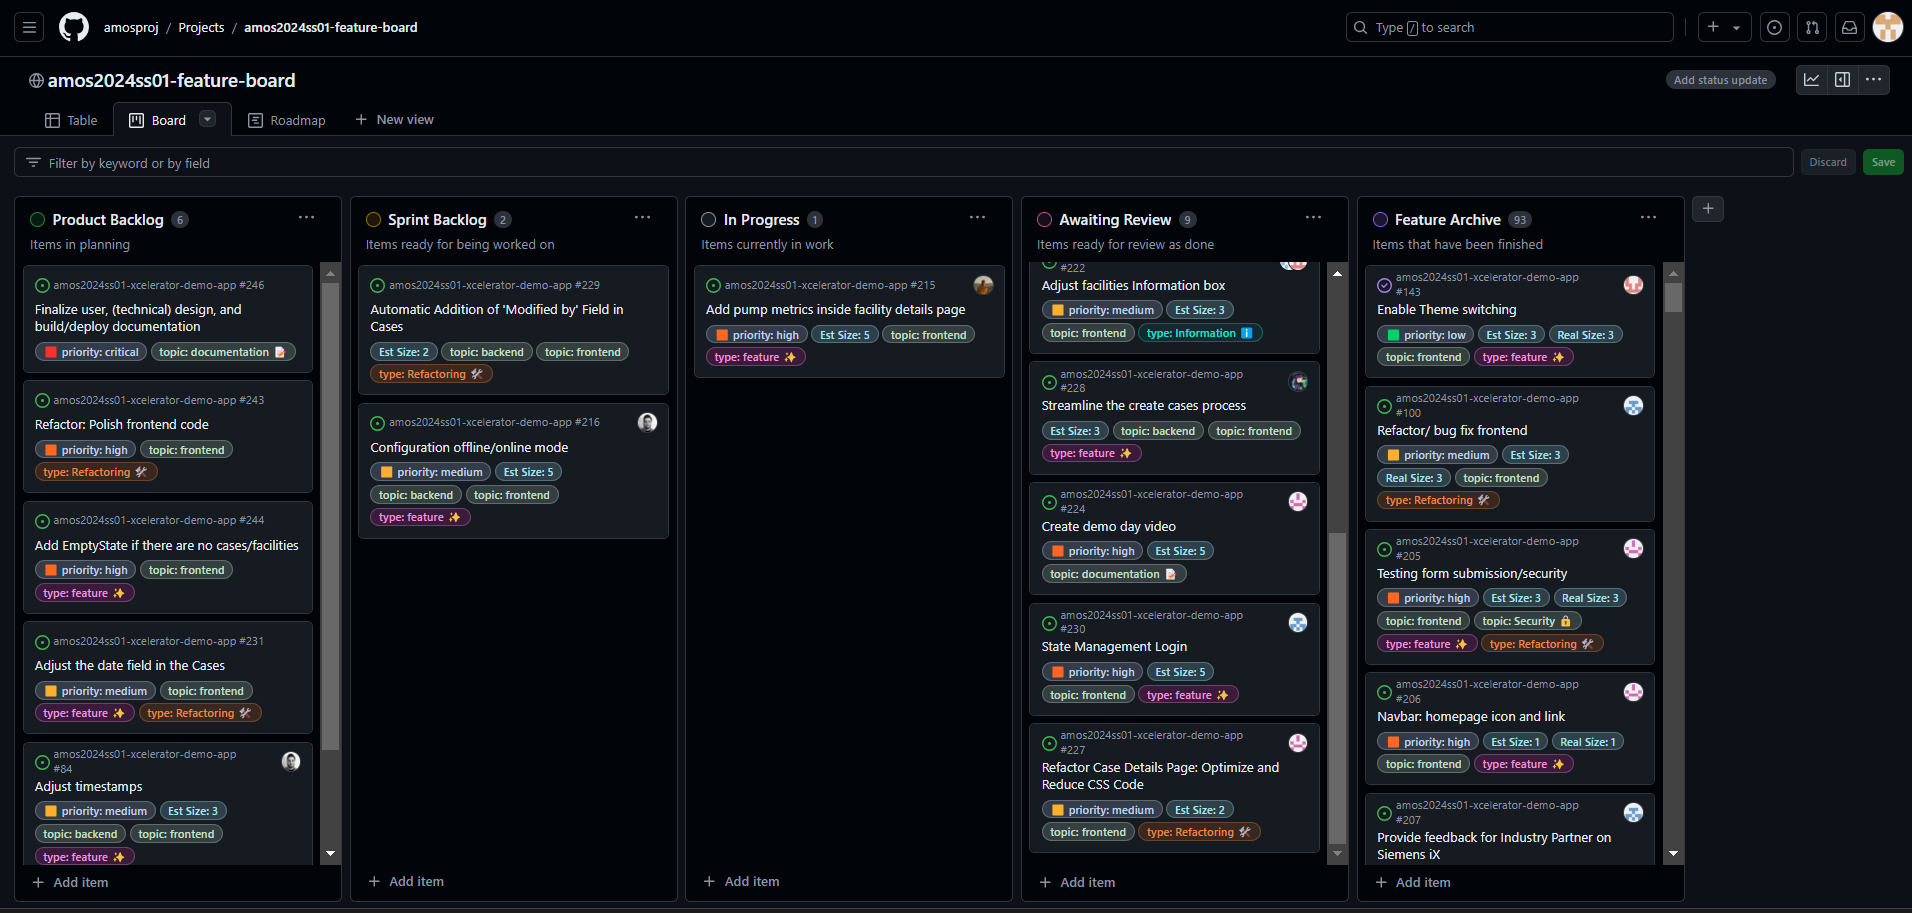 amosproj / Projects / amos2024ss01-feature-board
Type / to search
amos2024ss01-feature-board
Add status update
Table
Board
Roadmap
New view
Filter by keyword or by field
Discard
Save
Product Backlog 6
Items in planning
amos2024ss01-xcelerator-demo-app #246
Finalize user, (technical) design, and
build/deploy documentation
priority: critical topic: documentation 📝
amos2024ss01-xcelerator-demo-app #243
Refactor: Polish frontend code
priority: high topic: frontend
type: Refactoring 🛠
amos2024ss01-xcelerator-demo-app #244
Add EmptyState if there are no cases/facilities
priority: high topic: frontend
type: feature ✨
amos2024ss01-xcelerator-demo-app #231
Adjust the date field in the Cases
priority: medium topic: frontend
type: feature ✨ type: Refactoring 🛠
amos2024ss01-xcelerator-demo-app
#84
Adjust timestamps
priority: medium Est Size: 3
topic: backend topic: frontend
type: feature ✨
+ Add item
Sprint Backlog 2
Items ready for being worked on
amos2024ss01-xcelerator-demo-app #229
Automatic Addition of 'Modified by' Field in
Cases
Est Size: 2 topic: backend topic: frontend
type: Refactoring 🛠
amos2024ss01-xcelerator-demo-app #216
Configuration offline/online mode
priority: medium Est Size: 5
topic: backend topic: frontend
type: feature ✨
+ Add item
In Progress 1
Items currently in work
amos2024ss01-xcelerator-demo-app #215
Add pump metrics inside facility details page
priority: high Est Size: 5 topic: frontend
type: feature ✨
+ Add item
Awaiting Review 9
Items ready for review as done
#222
Adjust facilities Information box
priority: medium Est Size: 3
topic: frontend type: Information ℹ
amos2024ss01-xcelerator-demo-app
#228
Streamline the create cases process
Est Size: 3 topic: backend topic: frontend
type: feature ✨
amos2024ss01-xcelerator-demo-app
#224
Create demo day video
priority: high Est Size: 5
topic: documentation 📝
amos2024ss01-xcelerator-demo-app
#230
State Management Login
priority: high Est Size: 5
topic: frontend type: feature ✨
amos2024ss01-xcelerator-demo-app
#227
Refactor Case Details Page: Optimize and
Reduce CSS Code
priority: medium Est Size: 2
topic: frontend type: Refactoring 🛠
+ Add item
Feature Archive 93
Items that have been finished
amos2024ss01-xcelerator-demo-app
#143
Enable Theme switching
priority: low Est Size: 3 Real Size: 3
topic: frontend type: feature ✨
amos2024ss01-xcelerator-demo-app
#100
Refactor/ bug fix frontend
priority: medium Est Size: 3
Real Size: 3 topic: frontend
type: Refactoring 🛠
amos2024ss01-xcelerator-demo-app
#205
Testing form submission/security
priority: high Est Size: 3 Real Size: 3
topic: frontend topic: Security 🔒
type: feature ✨ type: Refactoring 🛠
amos2024ss01-xcelerator-demo-app
#206
Navbar: homepage icon and link
priority: high Est Size: 1 Real Size: 1
topic: frontend type: feature ✨
amos2024ss01-xcelerator-demo-app
#207
Provide feedback for Industry Partner on
Siemens iX
+ Add item